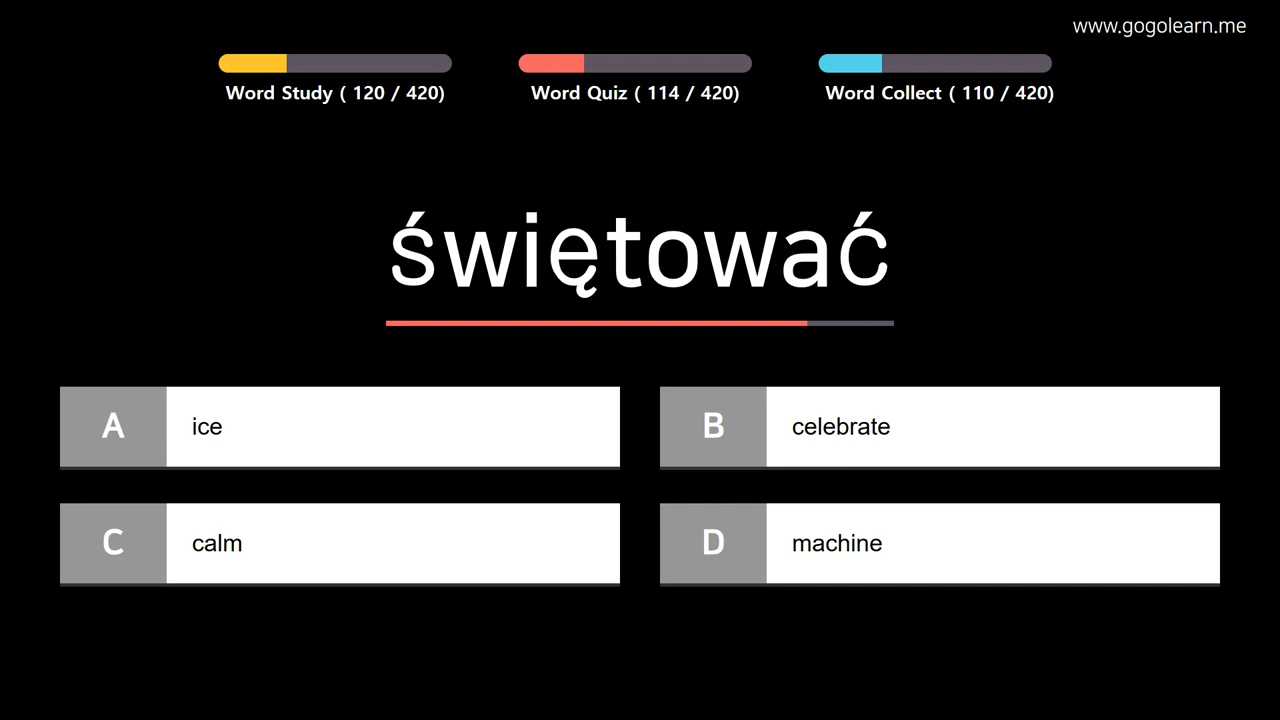 www.gogolearn.me
Word Study ( 120 / 420)
Word Quiz ( 114 / 420)
Word Collect ( 110 / 420)
świętować
A ice
B celebrate
C calm
D machine